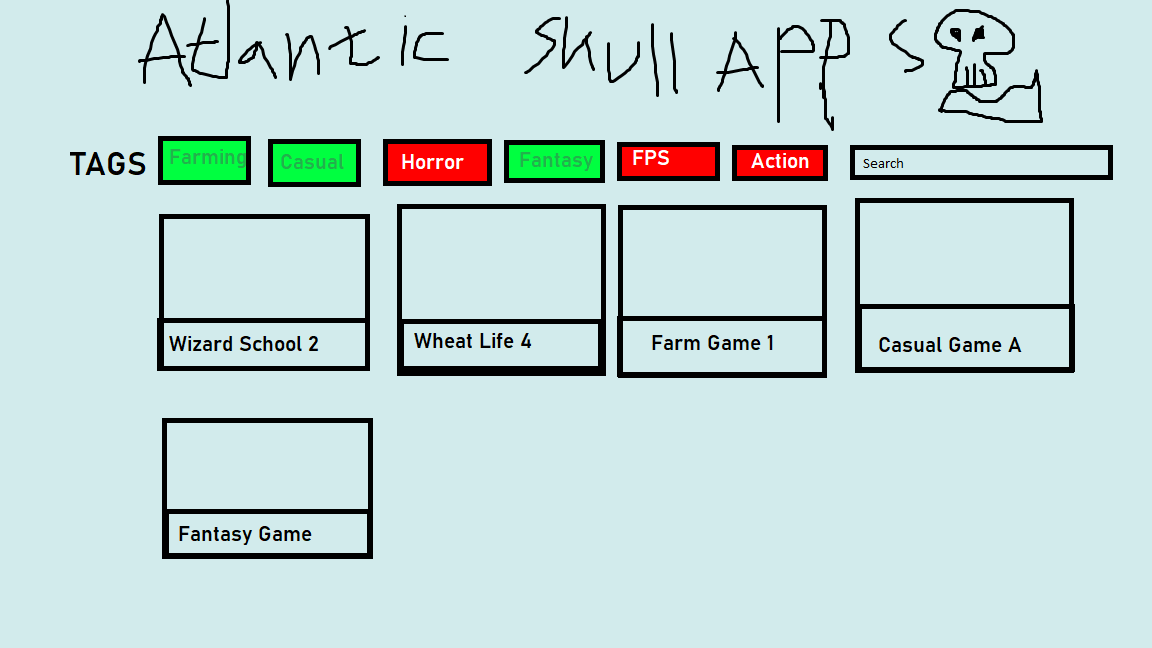 Atlantic Skull Apps
TAGS Farming Casual Horror Fantasy FPS Action Search
Wizard School 2 Wheat Life 4 Farm Game 1 Casual Game A
Fantasy Game